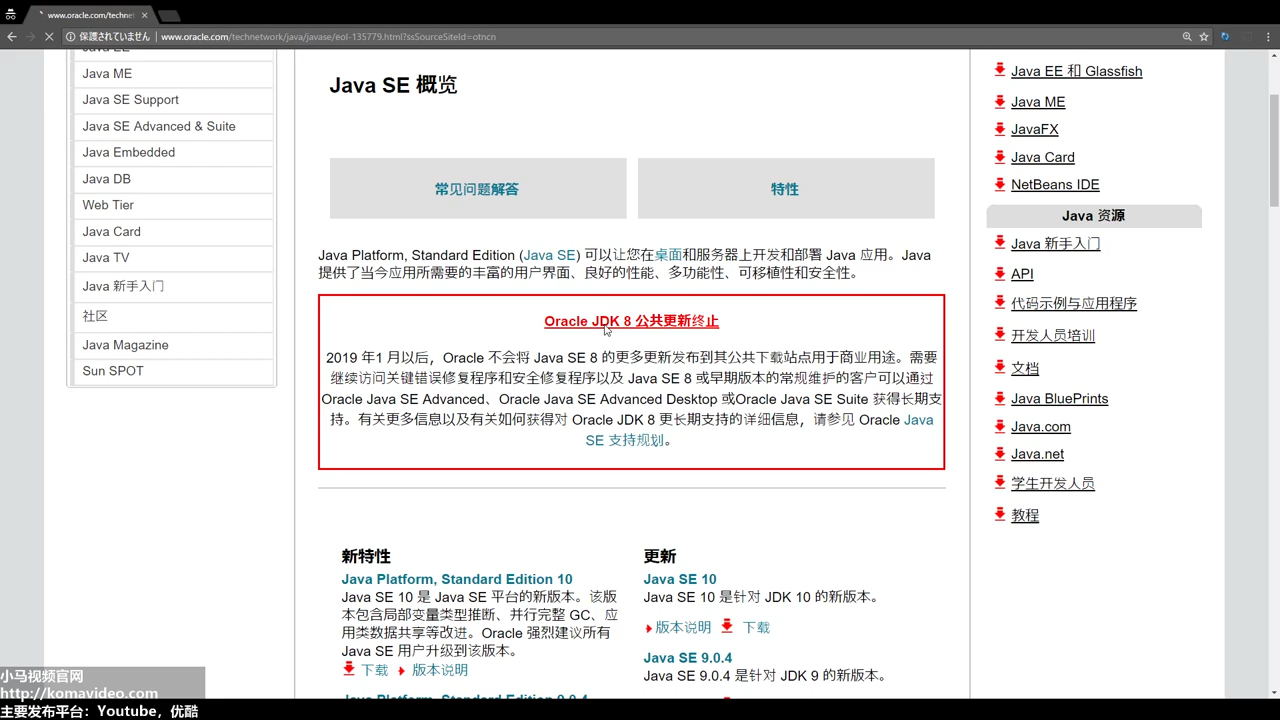 www.oracle.com/technet
保護されていません
www.oracle.com/technetwork/java/javase/eol-135779.html?ssSourceSiteId=otncn
Java EE
Java ME
Java SE Support
Java SE Advanced & Suite
Java Embedded
Java DB
Web Tier
Java Card
Java TV
Java 新手入门
社区
Java Magazine
Sun SPOT
Java SE 概览
常见问题解答
特性
Java Platform, Standard Edition (Java SE) 可以让您在桌面和服务器上开发和部署 Java 应用。Java
提供了当今应用所需要的丰富的用户界面、良好的性能、多功能性、可移植性和安全性。
Oracle JDK 8 公共更新终止
2019 年1 月以后，Oracle 不会将 Java SE 8 的更多更新发布到其公共下载站点用于商业用途。需要
继续访问关键错误修复程序和安全修复程序以及 Java SE 8 或早期版本的常规维护的客户可以通过
Oracle Java SE Advanced、Oracle Java SE Advanced Desktop 或Oracle Java SE Suite 获得长期支
持。有关更多信息以及有关如何获得对 Oracle JDK 8 更长期支持的详细信息，请参见 Oracle Java
SE 支持规划。
新特性
Java Platform, Standard Edition 10
Java SE 10 是 Java SE 平台的新版本。该版
本包含局部变量类型推断、并行完整 GC、应
用类数据共享等改进。Oracle 强烈建议所有
Java SE 用户升级到该版本。
下载 版本说明
Java Platform, Standard Edition 9.0.4
更新
Java SE 10
Java SE 10 是针对 JDK 10 的新版本。
版本说明 下载
Java SE 9.0.4
Java SE 9.0.4 是针对 JDK 9 的新版本。
Java EE 和 Glassfish
Java ME
JavaFX
Java Card
NetBeans IDE
Java 资源
Java 新手入门
API
代码示例与应用程序
开发人员培训
文档
Java BluePrints
Java.com
Java.net
学生开发人员
教程
小马视频官网
http://komavideo.com
主要发布平台：Youtube，优酷